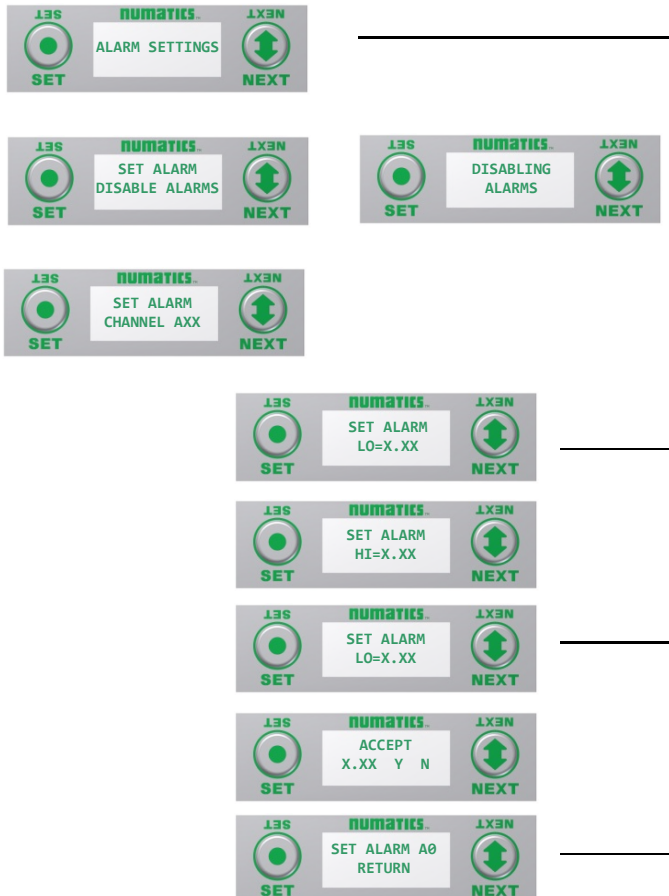 SET numatics NEXT
ALARM SETTINGS
SET NEXT
SET numatics NEXT
SET ALARM
DISABLE ALARMS
SET NEXT
SET numatics NEXT
DISABLING
ALARMS
SET NEXT
SET numatics NEXT
SET ALARM
CHANNEL AXX
SET NEXT
SET numatics NEXT
SET ALARM
LO=X.XX
SET NEXT
SET numatics NEXT
SET ALARM
HI=X.XX
SET NEXT
SET numatics NEXT
SET ALARM
LO=X.XX
SET NEXT
SET numatics NEXT
ACCEPT
X.XX Y N
SET NEXT
SET numatics NEXT
SET ALARM A0
RETURN
SET NEXT